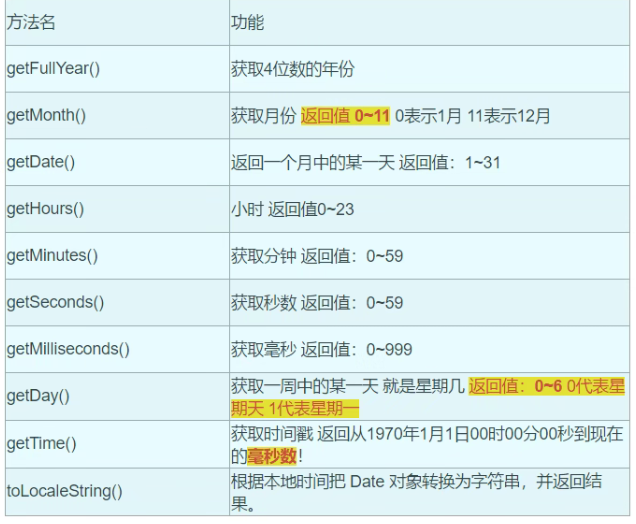 方法名 功能
getFullYear() 获取4位数的年份
getMonth() 获取月份 返回值 0~11 0表示1月 11表示12月
getDate() 返回一个月中的某一天 返回值：1~31
getHours() 小时 返回值0~23
getMinutes() 获取分钟 返回值：0~59
getSeconds() 获取秒数 返回值：0~59
getMilliseconds() 获取毫秒 返回值：0~999
getDay() 获取一周中的某一天 就是星期几 返回值：0~6 0代表星
期天 1代表星期一
getTime() 获取时间戳 返回从1970年1月1日00时00分00秒到现在
的毫秒数！
toLocaleString() 根据本地时间把 Date 对象转换为字符串，并返回结
果。